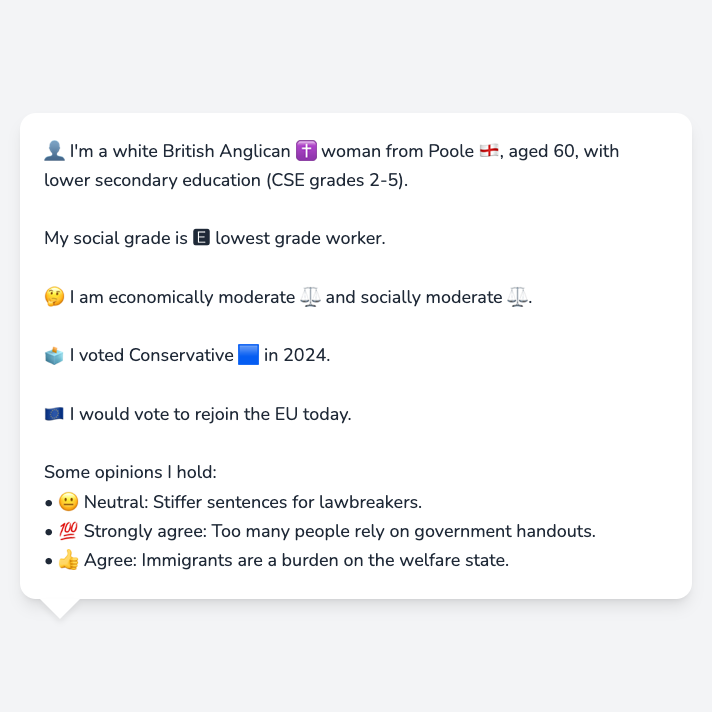 👤 I'm a white British Anglican ✝️ woman from Poole 🏴󠁧󠁢󠁥󠁮󠁧󠁿, aged 60, with
lower secondary education (CSE grades 2-5).
My social grade is 🅴 lowest grade worker.
🤔 I am economically moderate ⚖️ and socially moderate ⚖️.
🗳️ I voted Conservative 🟦 in 2024.
🇪🇺 I would vote to rejoin the EU today.
Some opinions I hold:
• 😐 Neutral: Stiffer sentences for lawbreakers.
• 💯 Strongly agree: Too many people rely on government handouts.
• 👍 Agree: Immigrants are a burden on the welfare state.